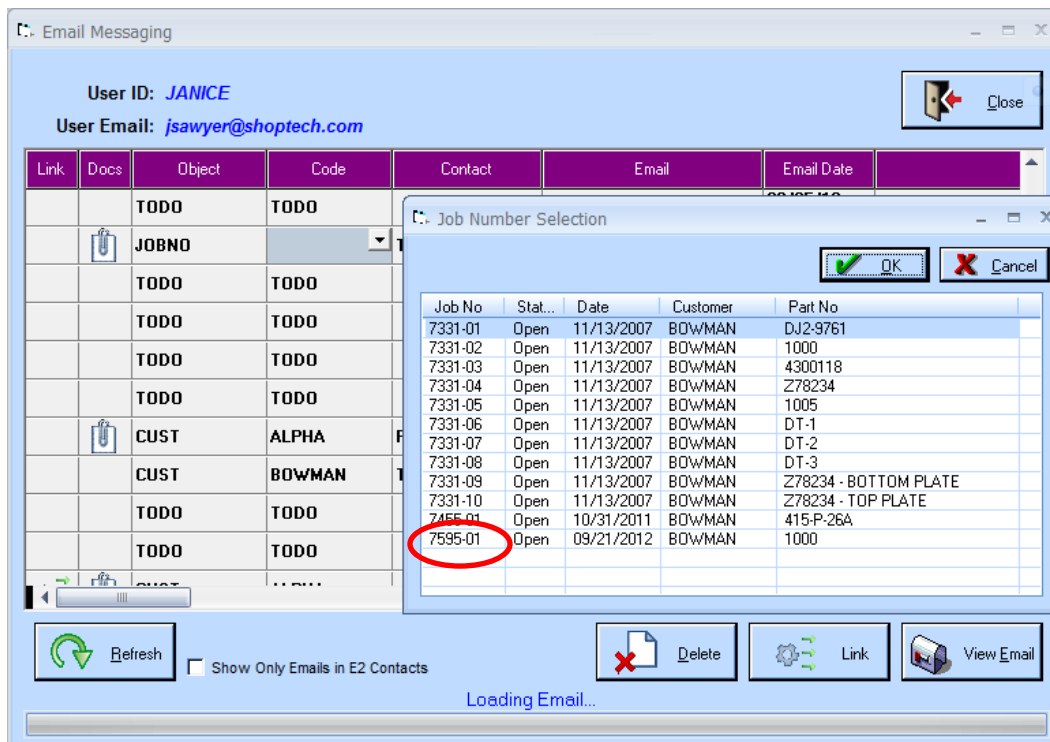 Email Messaging
User ID: JANICE
User Email: jsawyer@shoptech.com
Close
Link Docs Object Code Contact Email Email Date
TODO TODO
JOBNO
TODO TODO
TODO TODO
TODO TODO
TODO TODO
CUST ALPHA
CUST BOWMAN
TODO TODO
TODO TODO
Job Number Selection
OK Cancel
Job No Stat... Date Customer Part No
7331-01 Open 11/13/2007 BOWMAN DJ2-9761
7331-02 Open 11/13/2007 BOWMAN 1000
7331-03 Open 11/13/2007 BOWMAN 4300118
7331-04 Open 11/13/2007 BOWMAN Z78234
7331-05 Open 11/13/2007 BOWMAN 1005
7331-06 Open 11/13/2007 BOWMAN DT-1
7331-07 Open 11/13/2007 BOWMAN DT-2
7331-08 Open 11/13/2007 BOWMAN DT-3
7331-09 Open 11/13/2007 BOWMAN Z78234 - BOTTOM PLATE
7331-10 Open 11/13/2007 BOWMAN Z78234 - TOP PLATE
7455-01 Open 10/31/2011 BOWMAN 415-P-26A
7595-01 Open 09/21/2012 BOWMAN 1000
Refresh Show Only Emails in E2 Contacts Delete Link View Email
Loading Email...